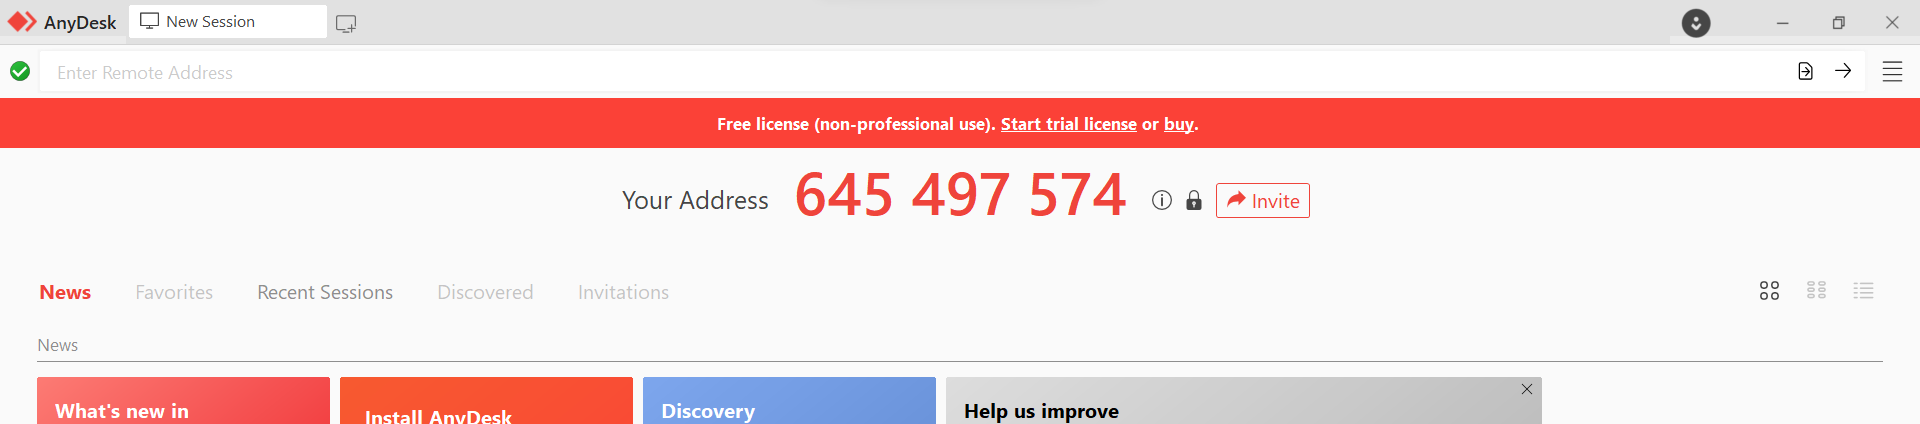 AnyDesk New Session
Enter Remote Address
Free license (non-professional use). Start trial license or buy.
Your Address 645 497 574 Invite
News Favorites Recent Sessions Discovered Invitations
News
What's new in
Install AnyDesk
Discovery
Help us improve